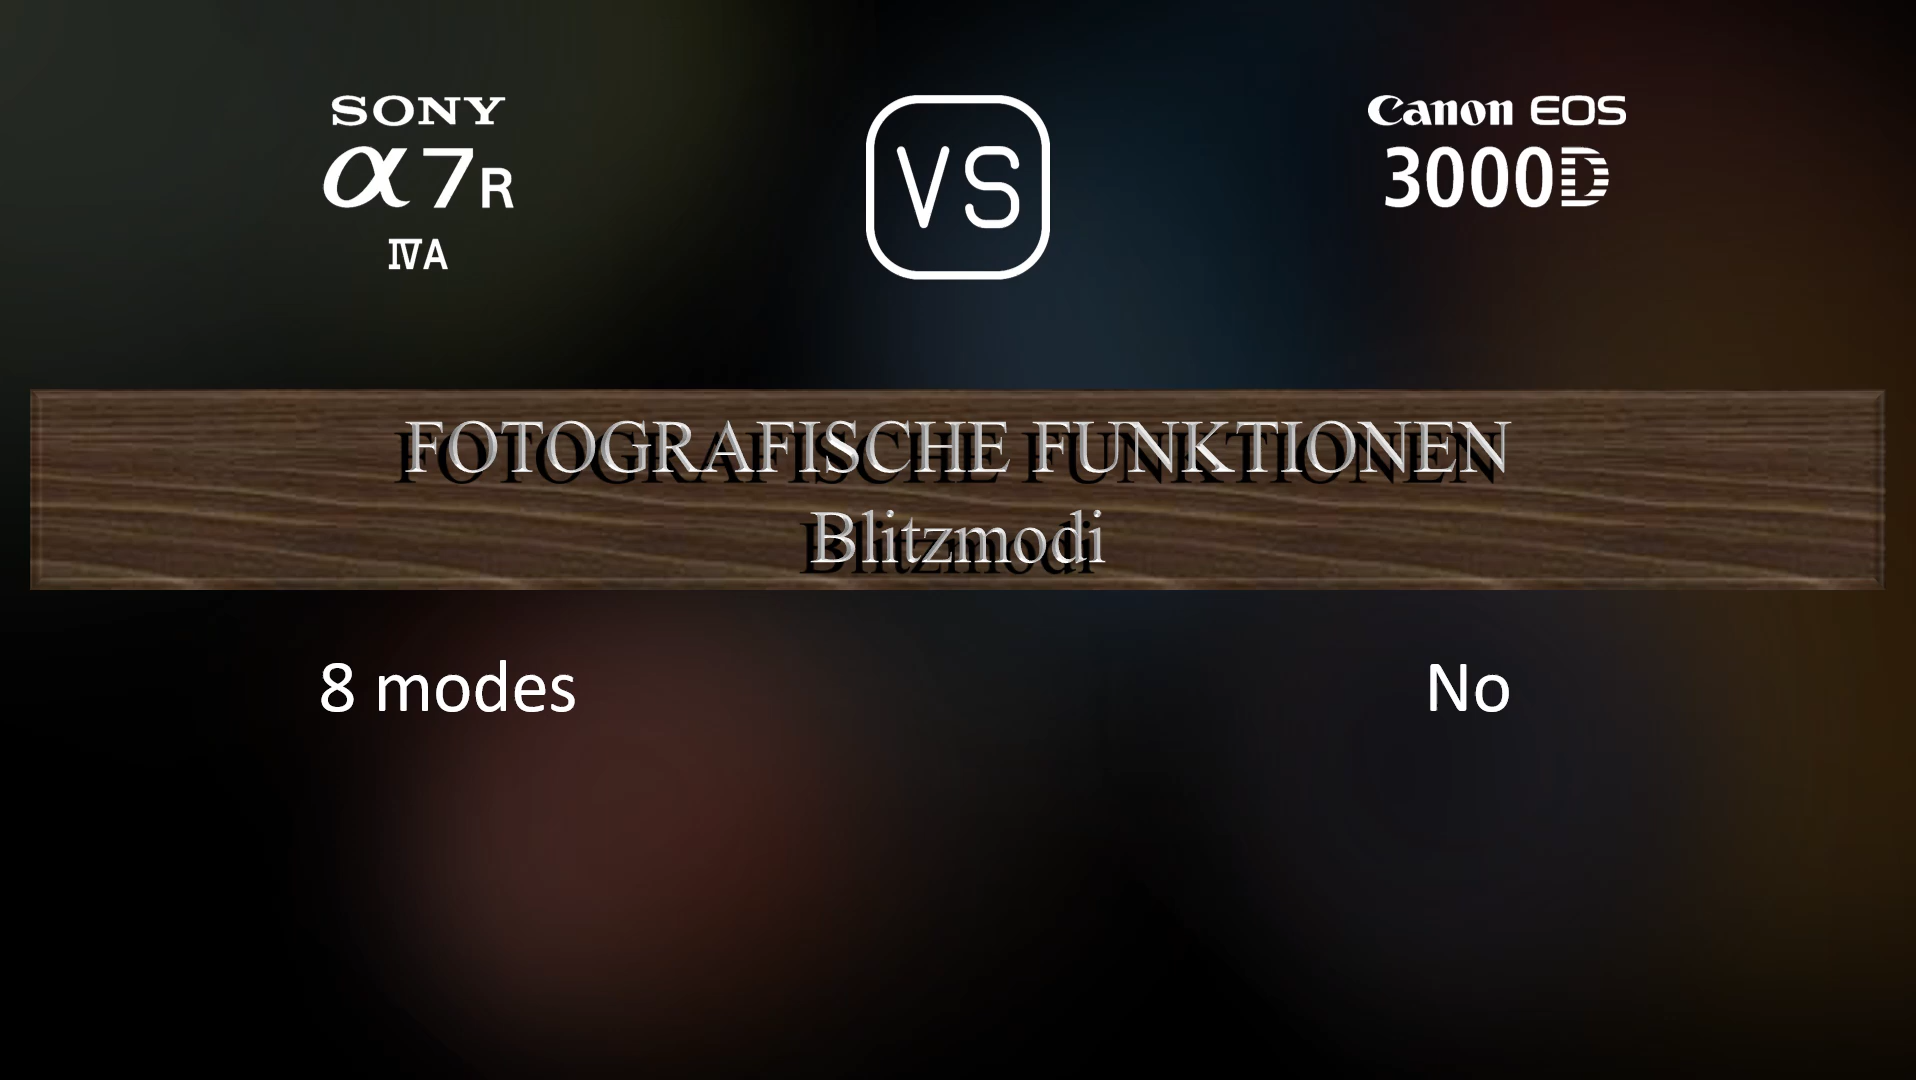 SONY
α7R
IVA
VS
Canon EOS
3000D
FOTOGRAFISCHE FUNKTIONEN
Blitzmodi
8 modes
No